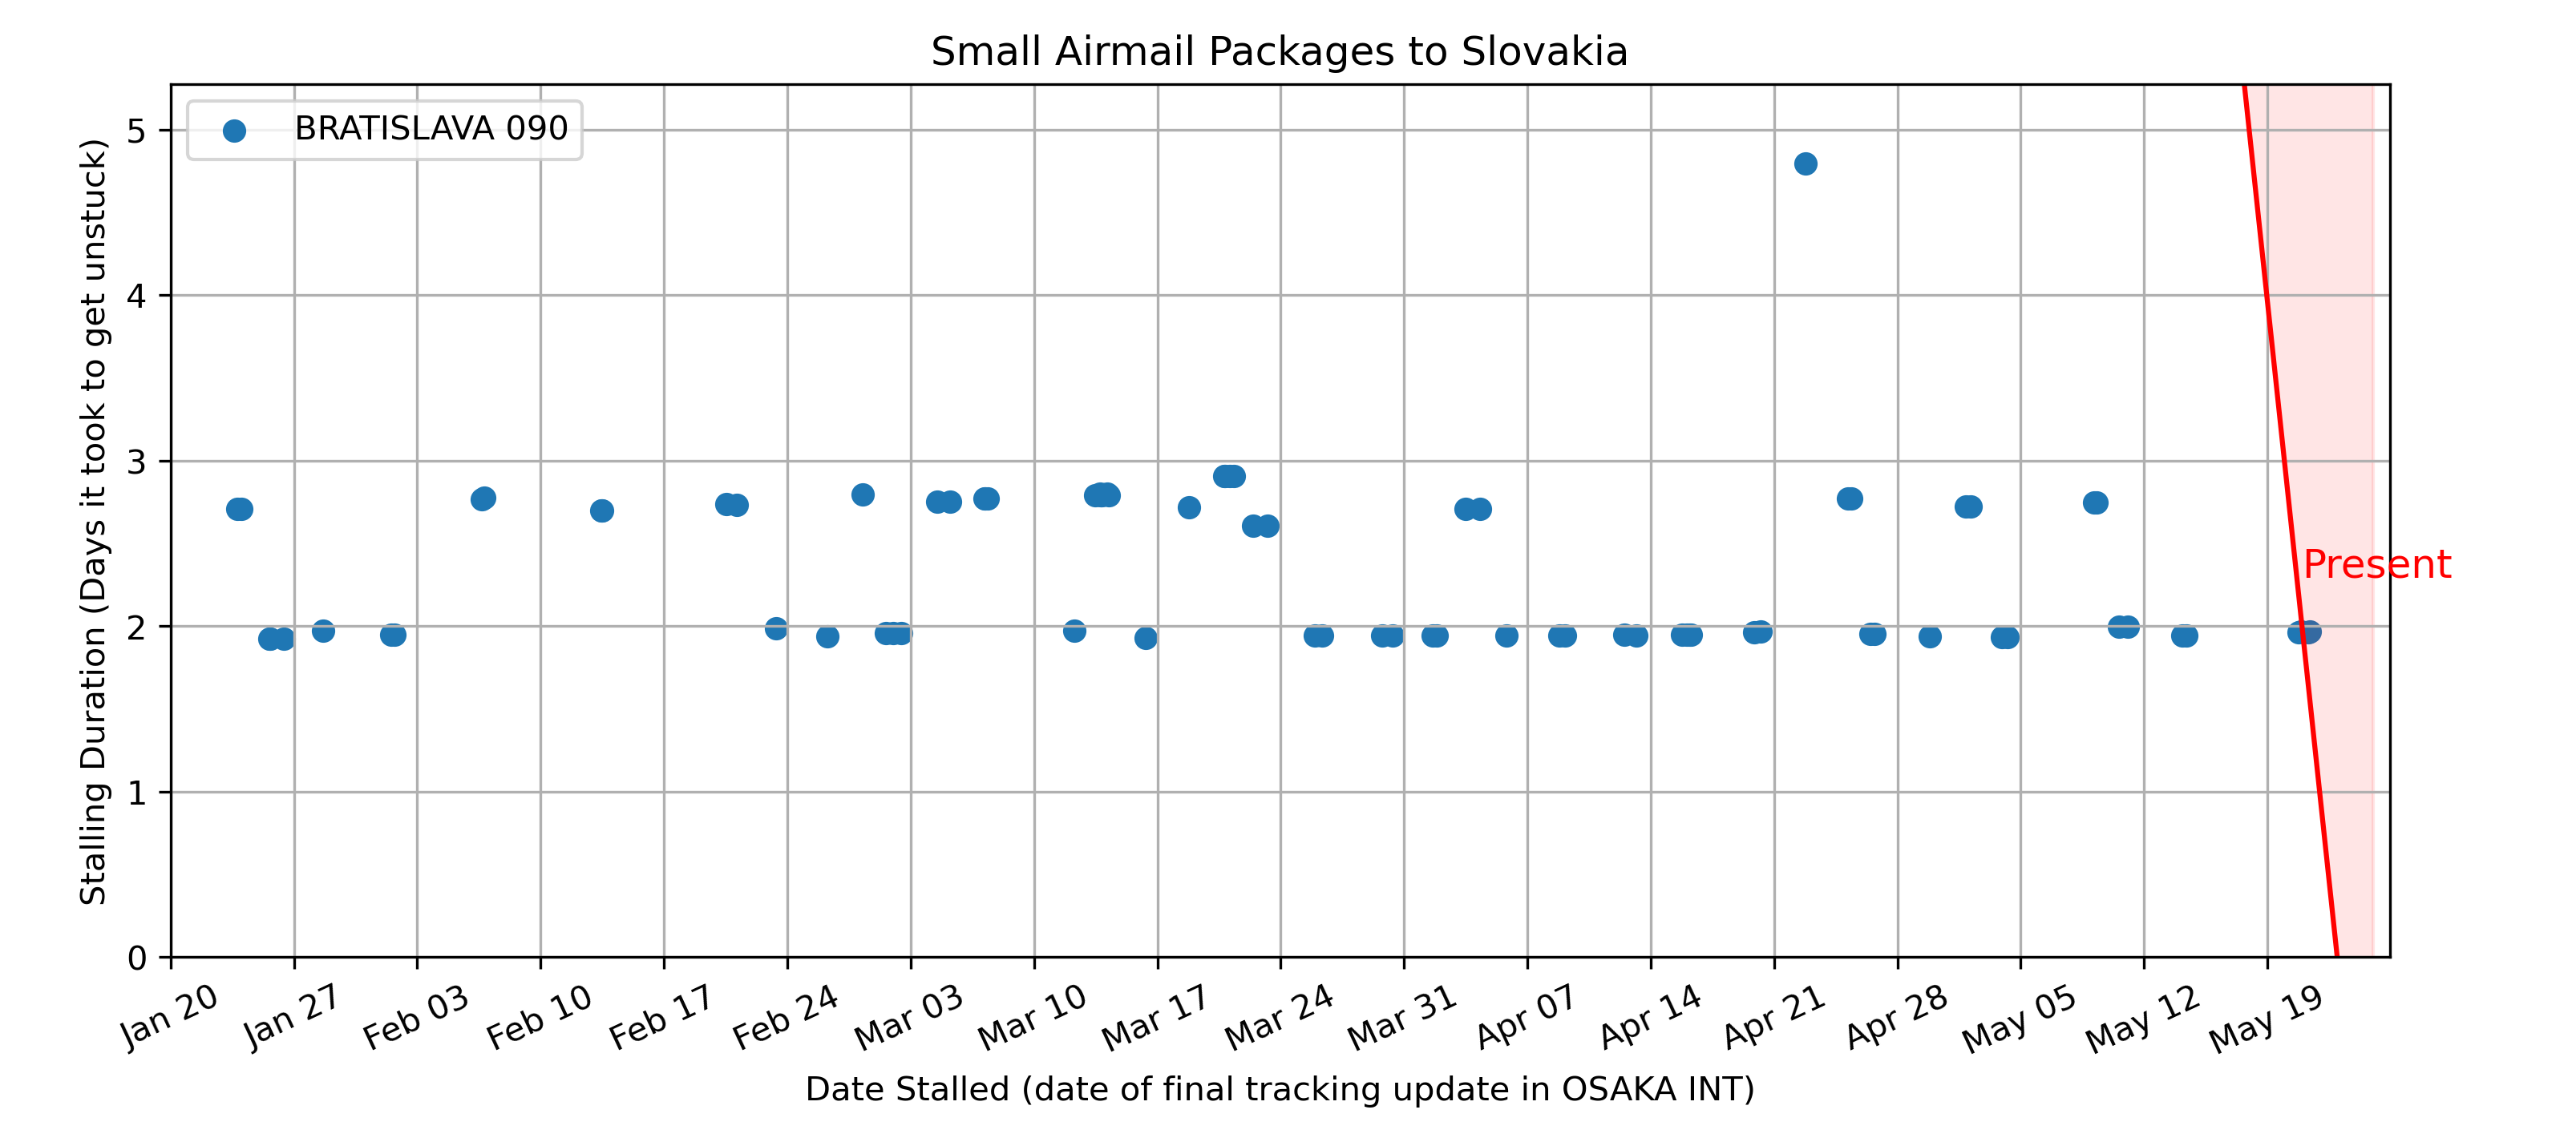 Small Airmail Packages to Slovakia
BRATISLAVA 090
Stalling Duration (Days it took to get unstuck)
5
4
3
2
1
0
Present
Jan 20
Jan 27
Feb 03
Feb 10
Feb 17
Feb 24
Mar 03
Mar 10
Mar 17
Mar 24
Mar 31
Apr 07
Apr 14
Apr 21
Apr 28
May 05
May 12
May 19
Date Stalled (date of final tracking update in OSAKA INT)